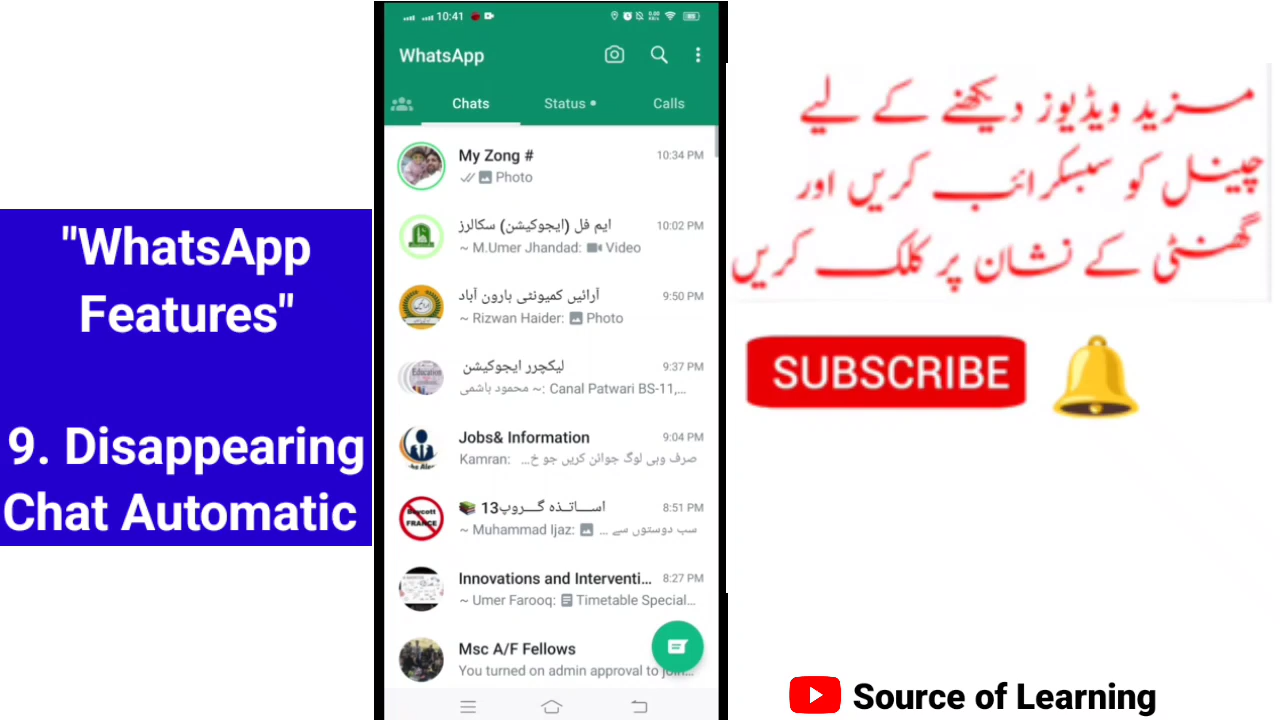 "WhatsApp
Features"
9. Disappearing
Chat Automatic
10:41
WhatsApp
Chats
Status
Calls
My Zong #
10:34 PM
Photo
ایم فل (ایجوکیشن) سکالرز
10:02 PM
~ M.Umer Jhandad: Video
آرائیں کمیونٹی ہارون آباد
9:50 PM
~ Rizwan Haider: Photo
لیکچرر ایجوکیشن
9:37 PM
~ محمود ہاشمی: Canal Patwari BS-11,...
Jobs& Information
9:04 PM
Kamran: صرف وہی لوگ جوائن کریں جو خ...
اساتذہ گروپ13 📚
8:51 PM
~ Muhammad Ijaz: سب دوستوں سے ...
Innovations and Interventi...
8:27 PM
~ Umer Farooq: Timetable Special...
Msc A/F Fellows
You turned on admin approval to join...
مزید ویڈیوز دیکھنے کے لیے
چینل کو سبسکرائب کریں اور
گھنٹی کے نشان پر کلک کریں
SUBSCRIBE
Source of Learning